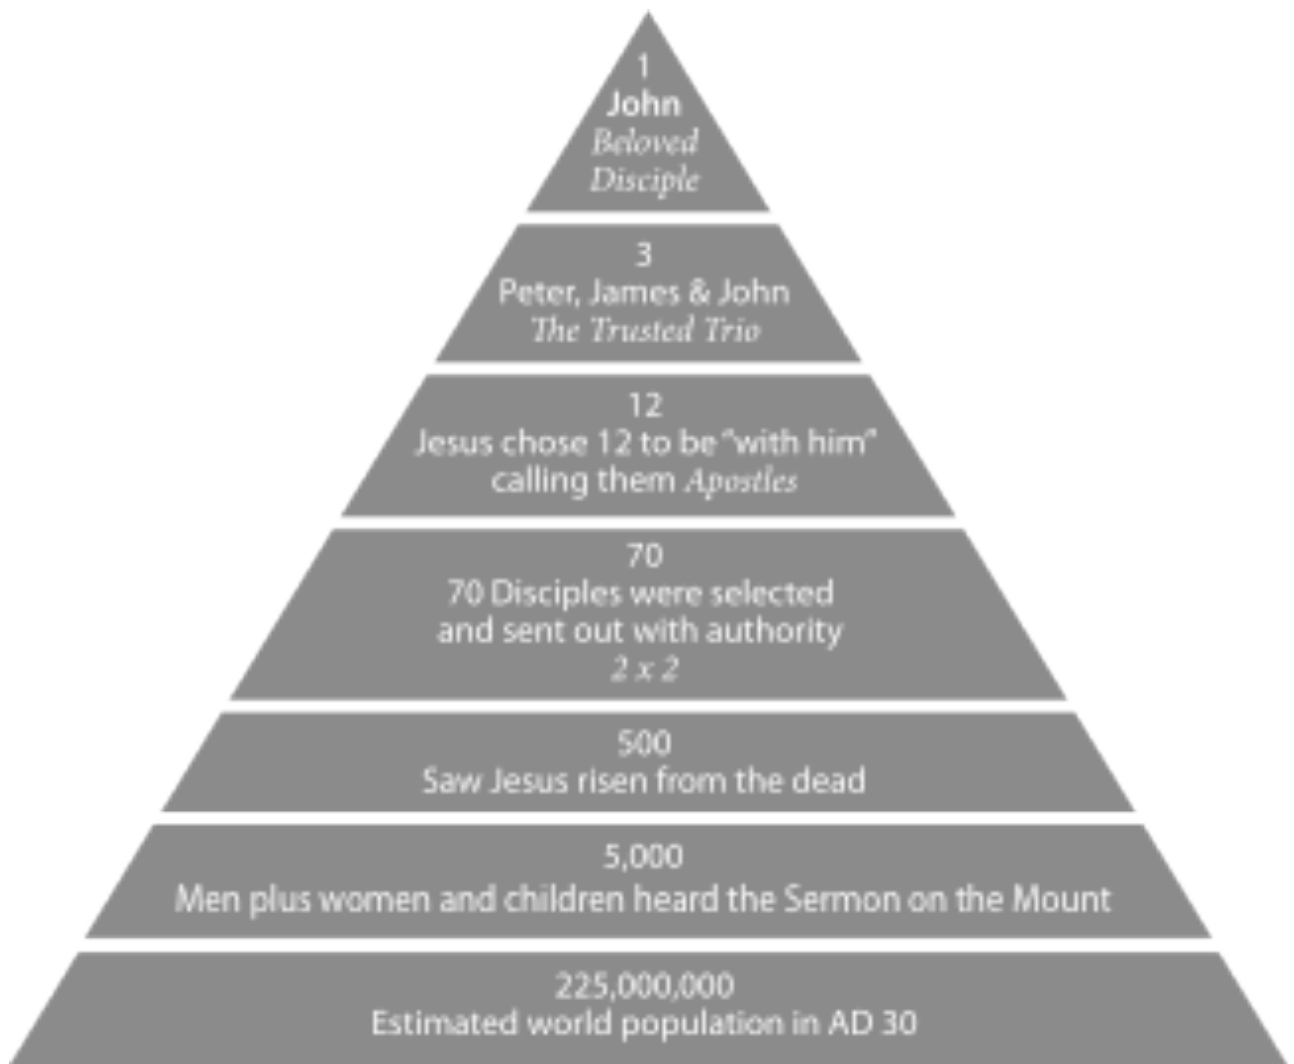 1
John
Beloved
Disciple
3
Peter, James & John
The Trusted Trio
12
Jesus chose 12 to be "with him"
calling them Apostles
70
70 Disciples were selected
and sent out with authority
2 x 2
500
Saw Jesus risen from the dead
5,000
Men plus women and children heard the Sermon on the Mount
225,000,000
Estimated world population in AD 30